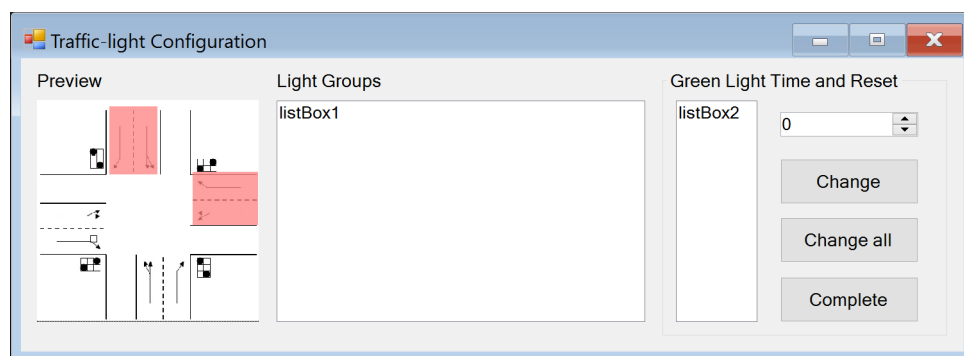 Traffic-light Configuration
Preview
Light Groups
Green Light Time and Reset
listBox1
listBox2
0
Change
Change all
Complete